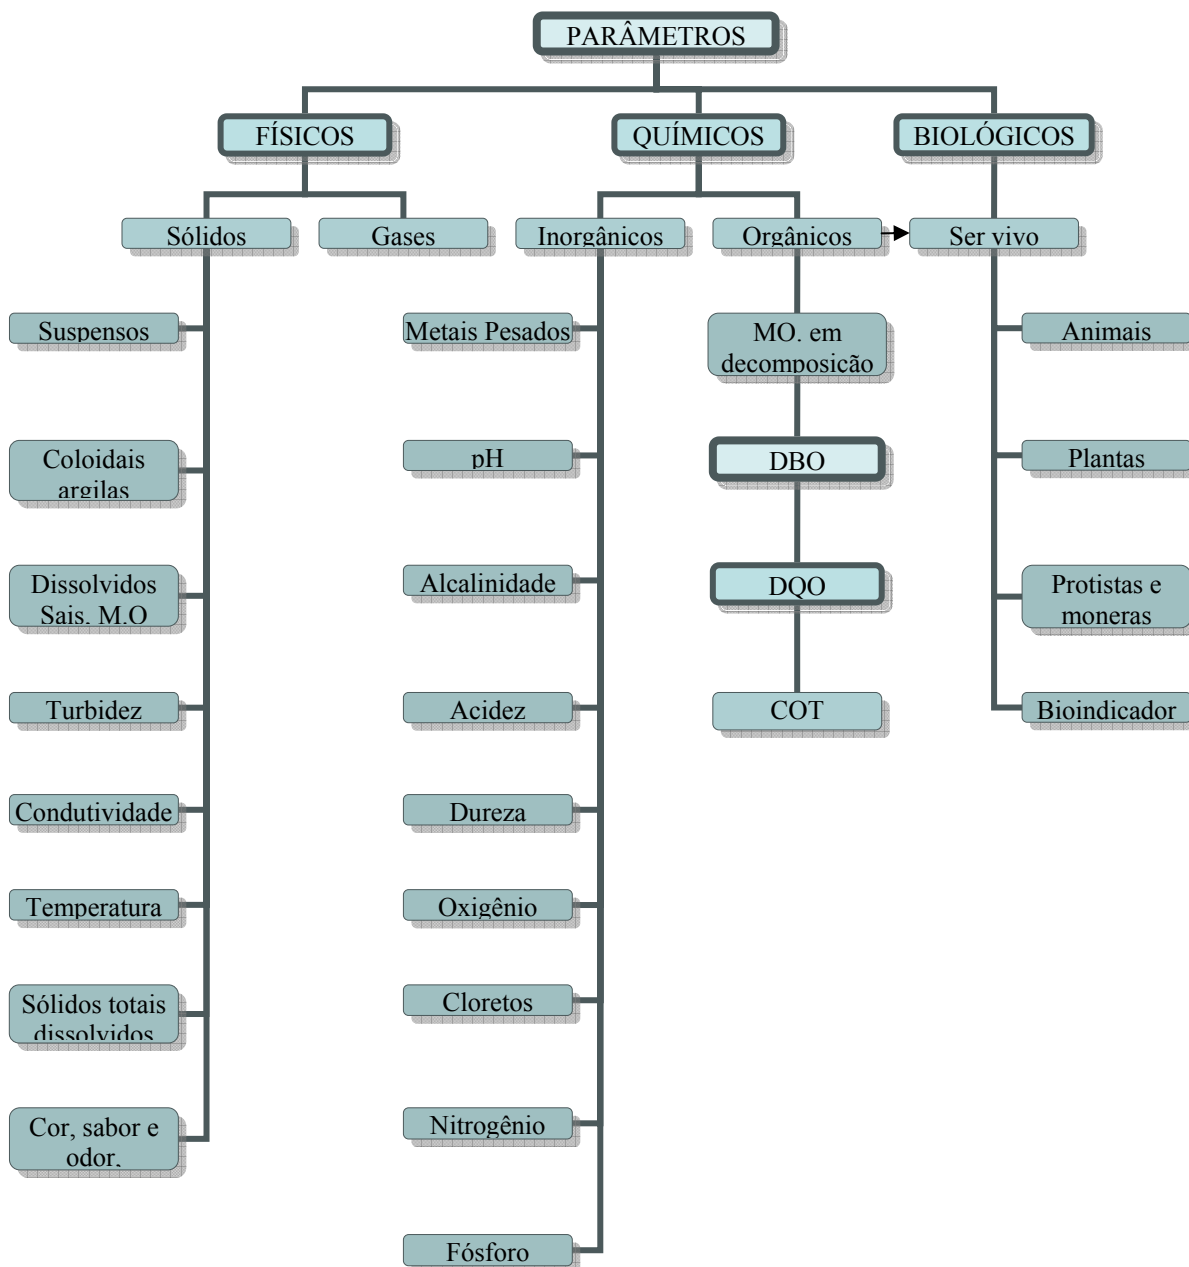 PARÂMETROS
FÍSICOS
QUÍMICOS
BIOLÓGICOS
Sólidos
Gases
Inorgânicos
Orgânicos
Ser vivo
Suspensos
Metais Pesados
MO. em
decomposição
Animais
Coloidais
argilas
pH
DBO
Plantas
Dissolvidos
Sais, M.O
Alcalinidade
DQO
Protistas e
moneras
Turbidez
Acidez
COT
Bioindicador
Condutividade
Dureza
Temperatura
Oxigênio
Sólidos totais
dissolvidos
Cloretos
Cor, sabor e
odor,
Nitrogênio
Fósforo